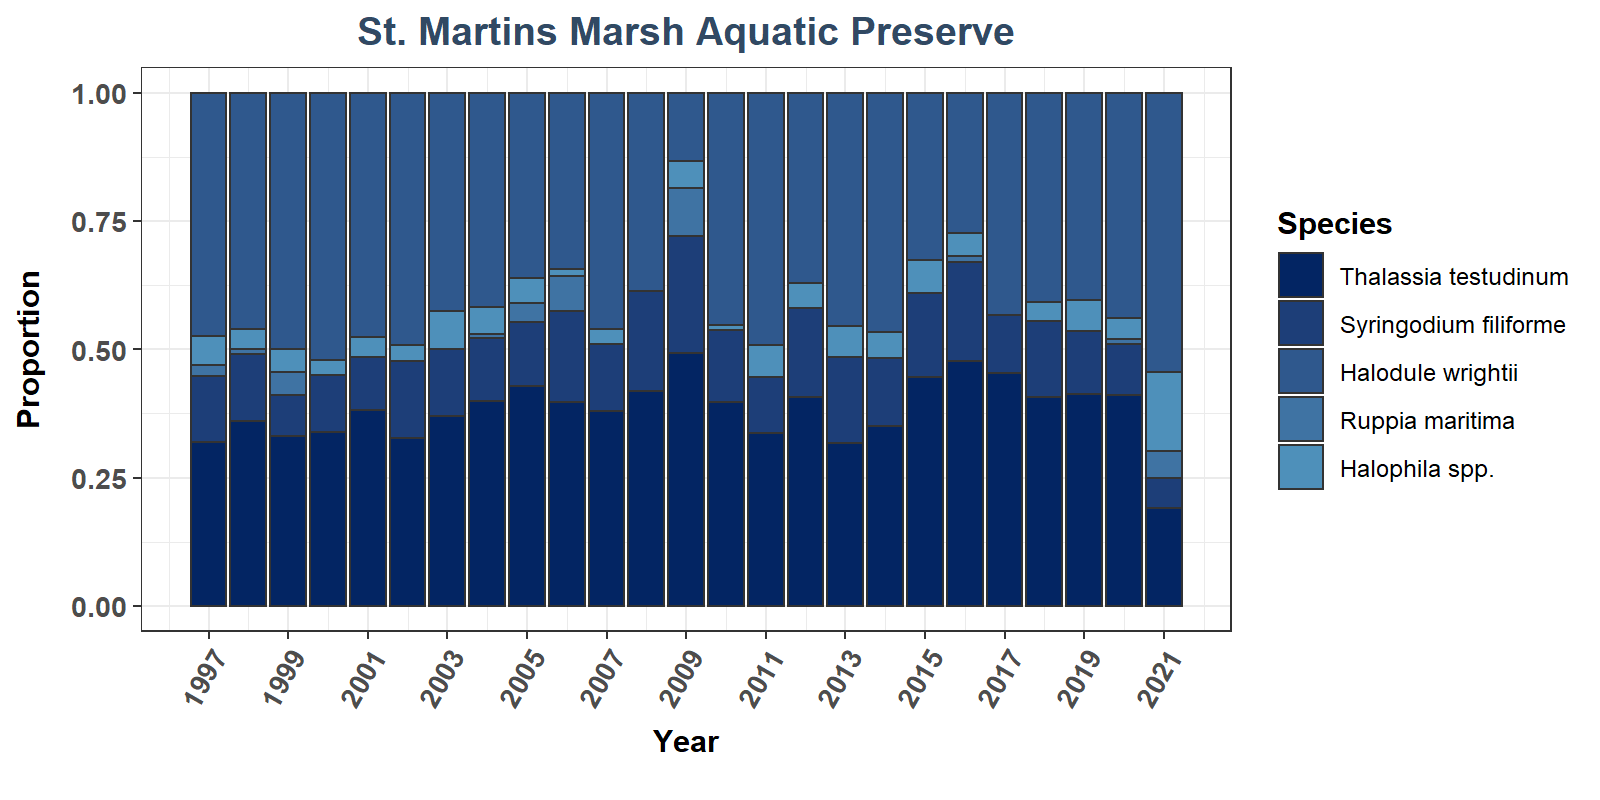 St. Martins Marsh Aquatic Preserve
Proportion
1.00
0.75
0.50
0.25
0.00
1997
1999
2001
2003
2005
2007
2009
2011
2013
2015
2017
2019
2021
Year
Species
Thalassia testudinum
Syringodium filiforme
Halodule wrightii
Ruppia maritima
Halophila spp.